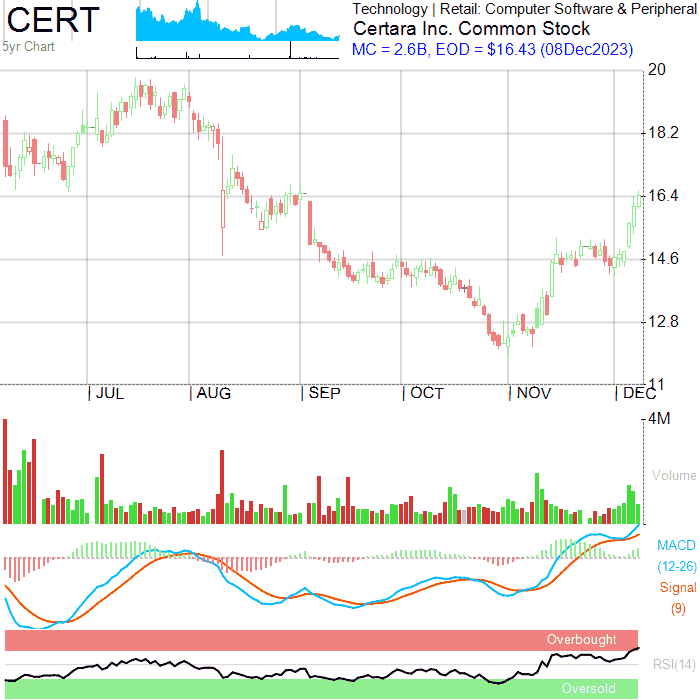 CERT
5yr Chart
Technology | Retail: Computer Software & Peripheral
Certara Inc. Common Stock
MC = 2.6B, EOD = $16.43 (08Dec2023)
20
18.2
16.4
14.6
12.8
11
| JUL | AUG | SEP | OCT | NOV | DEC
4M
Volume
MACD
(12-26)
Signal
(9)
Overbought
RSI(14)
Oversold